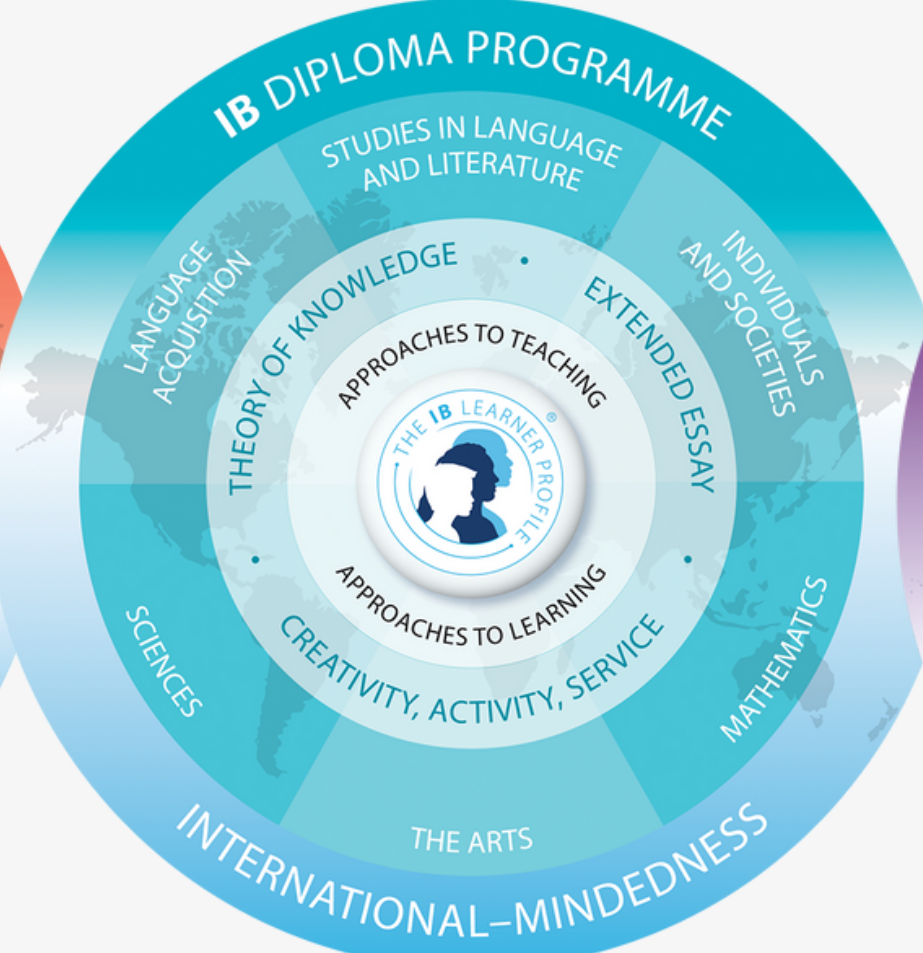 IB DIPLOMA PROGRAMME
STUDIES IN LANGUAGE
AND LITERATURE
LANGUAGE
ACQUISITION
INDIVIDUALS
AND SOCIETIES
THEORY OF KNOWLEDGE
•
EXTENDED ESSAY
•
CREATIVITY, ACTIVITY, SERVICE
•
APPROACHES TO TEACHING
• THE IB LEARNER PROFILE •
®
APPROACHES TO LEARNING
SCIENCES
MATHEMATICS
THE ARTS
INTERNATIONAL–MINDEDNESS